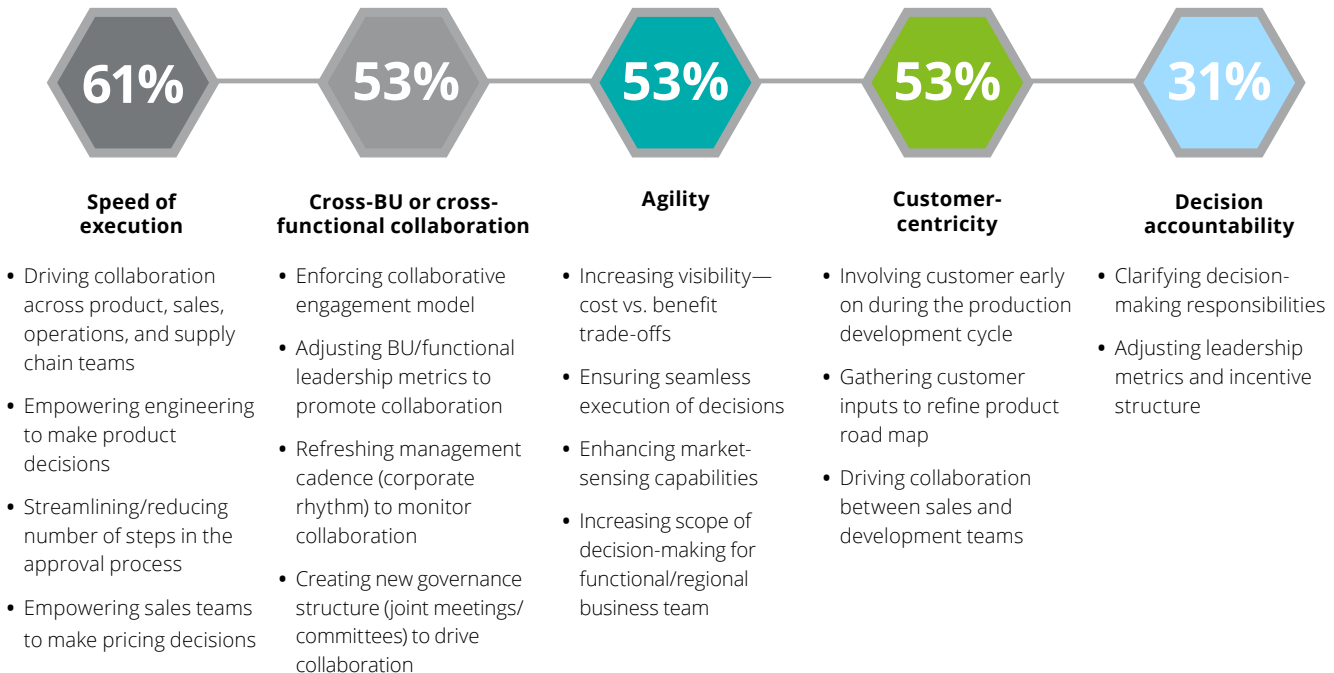 61%
53%
53%
53%
31%
Speed of
execution
• Driving collaboration
across product, sales,
operations, and supply
chain teams
• Empowering engineering
to make product
decisions
• Streamlining/reducing
number of steps in the
approval process
• Empowering sales teams
to make pricing decisions
Cross-BU or cross-
functional collaboration
• Enforcing collaborative
engagement model
• Adjusting BU/functional
leadership metrics to
promote collaboration
• Refreshing management
cadence (corporate
rhythm) to monitor
collaboration
• Creating new governance
structure (joint meetings/
committees) to drive
collaboration
Agility
• Increasing visibility—
cost vs. benefit
trade-offs
• Ensuring seamless
execution of decisions
• Enhancing market-
sensing capabilities
• Increasing scope of
decision-making for
functional/regional
business team
Customer-
centricity
• Involving customer early
on during the production
development cycle
• Gathering customer
inputs to refine product
road map
• Driving collaboration
between sales and
development teams
Decision
accountability
• Clarifying decision-
making responsibilities
• Adjusting leadership
metrics and incentive
structure